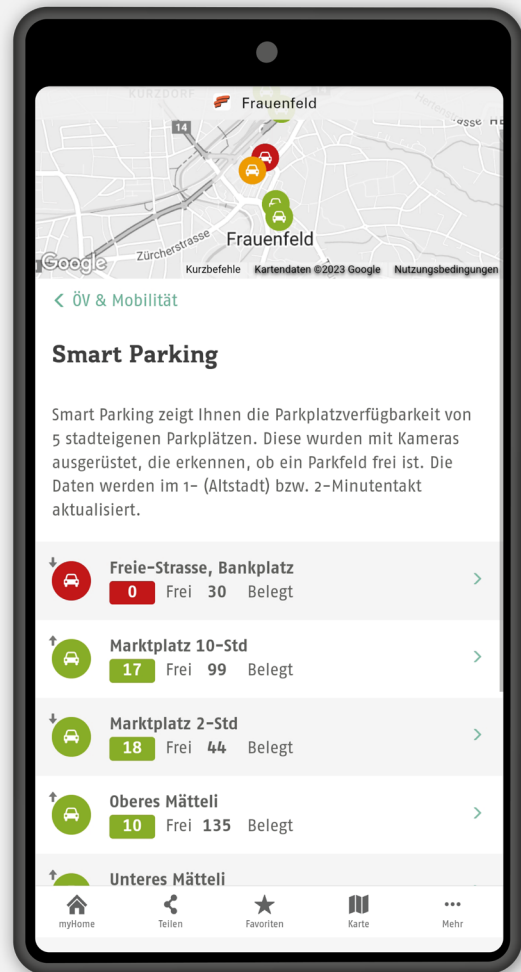 KURZDORF
Frauenfeld
14
Zürcherstrasse
Frauenfeld
Google
Kurzbefehle Kartendaten ©2023 Google Nutzungsbedingungen
ÖV & Mobilität
Smart Parking
Smart Parking zeigt Ihnen die Parkplatzverfügbarkeit von
5 stadteigenen Parkplätzen. Diese wurden mit Kameras
ausgerüstet, die erkennen, ob ein Parkfeld frei ist. Die
Daten werden im 1- (Altstadt) bzw. 2-Minutentakt
aktualisiert.
Freie-Strasse, Bankplatz
0 Frei 30 Belegt
Marktplatz 10-Std
17 Frei 99 Belegt
Marktplatz 2-Std
18 Frei 44 Belegt
Oberes Mätteli
10 Frei 135 Belegt
Unteres Mätteli
myHome Teilen Favoriten Karte Mehr